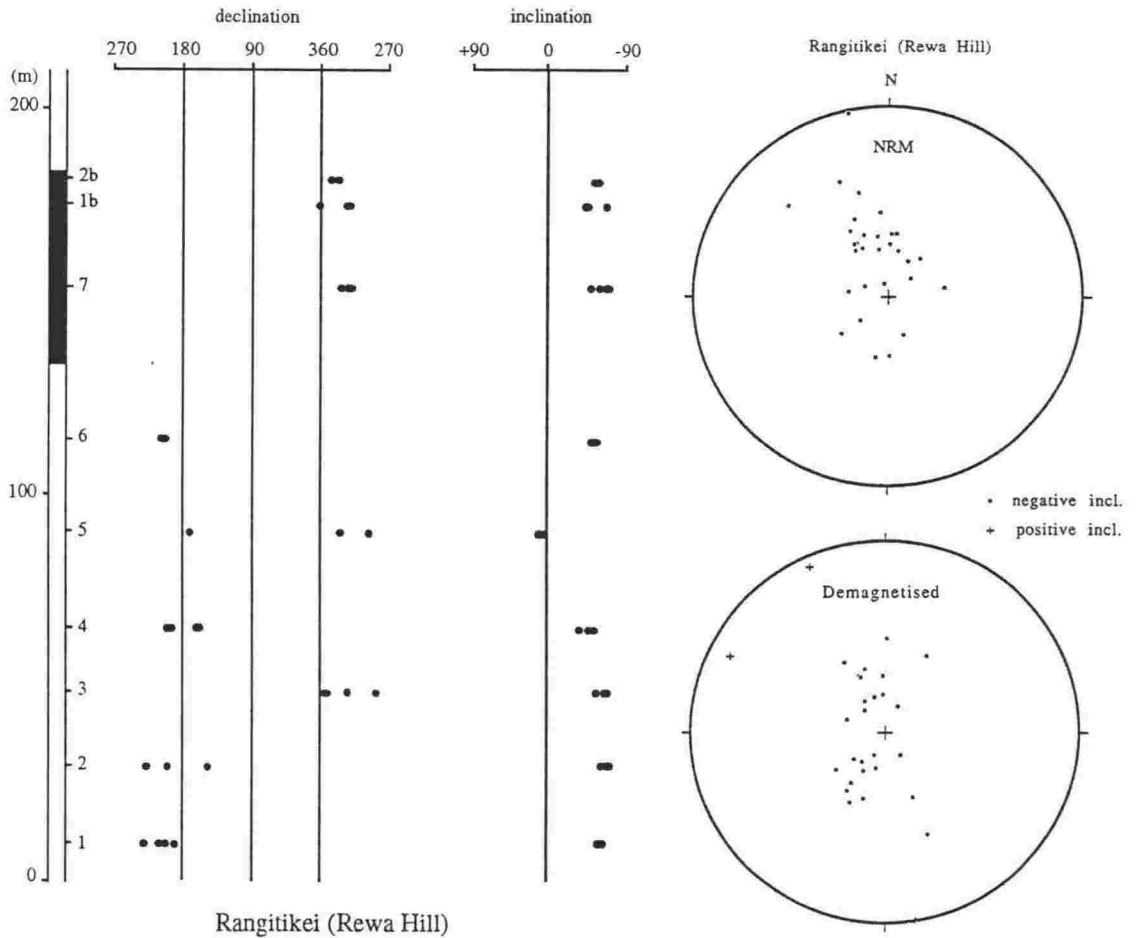 declination
inclination
270 180 90 360 270
+90 0 -90
(m)
200
2b
1b
7
6
100
5
4
3
2
1
0
Rangitikei (Rewa Hill)
Rangitikei (Rewa Hill)
N
NRM
negative incl.
+ positive incl.
Demagnetised